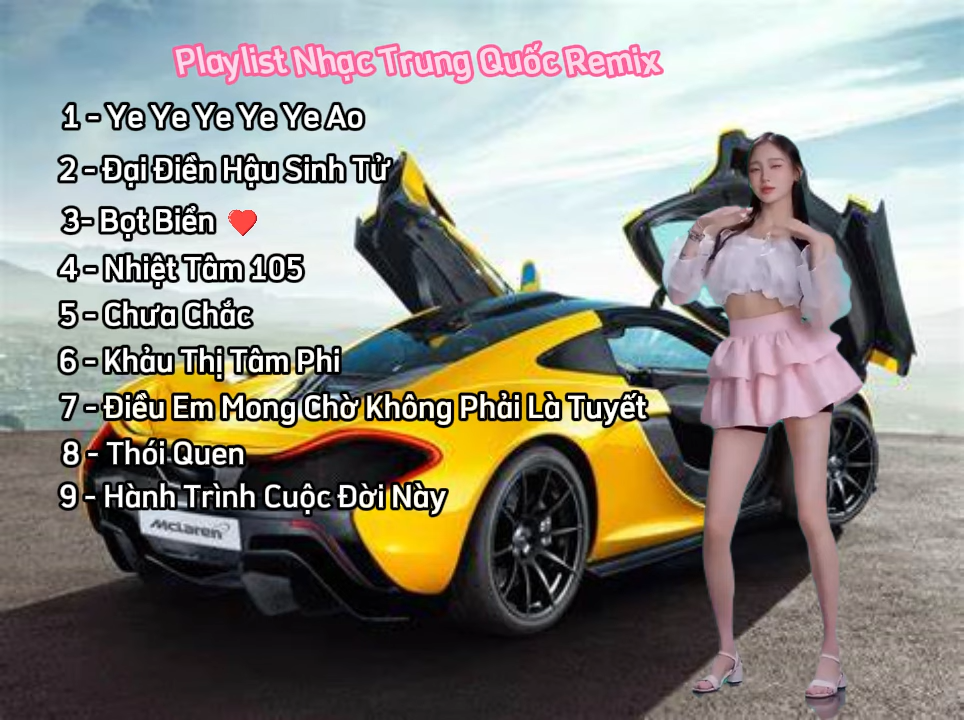 Playlist Nhạc Trung Quốc Remix
1 - Ye Ye Ye Ye Ye Ao
2 - Đại Điền Hậu Sinh Tử
3- Bọt Biển ❤️
4 - Nhiệt Tâm 105
5 - Chưa Chắc
6 - Khảu Thị Tâm Phi
7 - Điều Em Mong Chờ Không Phải Là Tuyết
8 - Thói Quen
9 - Hành Trình Cuộc Đời Này
McLaren